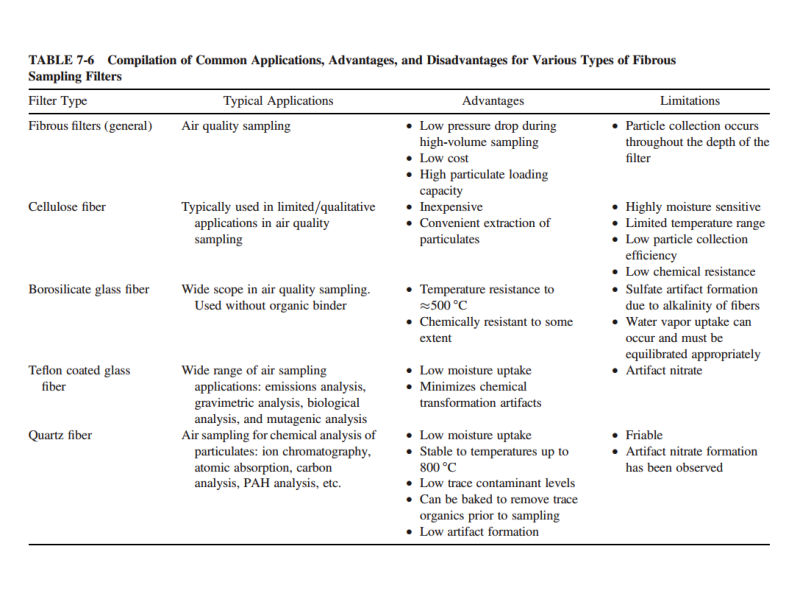 TABLE 7-6 Compilation of Common Applications, Advantages, and Disadvantages for Various Types of Fibrous
Sampling Filters
Filter Type Typical Applications Advantages Limitations
Fibrous filters (general) Air quality sampling • Low pressure drop during • Particle collection occurs
high-volume sampling throughout the depth of the
• Low cost filter
• High particulate loading
capacity
Cellulose fiber Typically used in limited/qualitative • Inexpensive • Highly moisture sensitive
applications in air quality • Convenient extraction of • Limited temperature range
sampling particulates • Low particle collection
efficiency
• Low chemical resistance
Borosilicate glass fiber Wide scope in air quality sampling. • Temperature resistance to • Sulfate artifact formation
Used without organic binder ≈500 °C due to alkalinity of fibers
• Chemically resistant to some • Water vapor uptake can
extent occur and must be
equilibrated appropriately
Teflon coated glass Wide range of air sampling • Low moisture uptake • Artifact nitrate
fiber applications: emissions analysis, • Minimizes chemical
gravimetric analysis, biological transformation artifacts
analysis, and mutagenic analysis
Quartz fiber Air sampling for chemical analysis of • Low moisture uptake • Friable
particulates: ion chromatography, • Stable to temperatures up to • Artifact nitrate formation
atomic absorption, carbon 800 °C has been observed
analysis, PAH analysis, etc. • Low trace contaminant levels
• Can be baked to remove trace
organics prior to sampling
• Low artifact formation